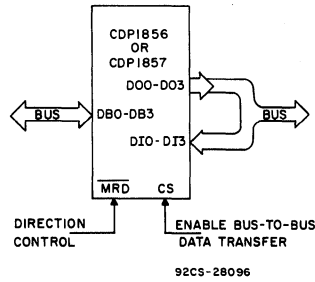 CDP1856
OR
CDP1857
DO0-DO3
BUS
DB0-DB3
BUS
DI0-DI3
MRD
CS
DIRECTION
CONTROL
ENABLE BUS-TO-BUS
DATA TRANSFER
92CS-28096